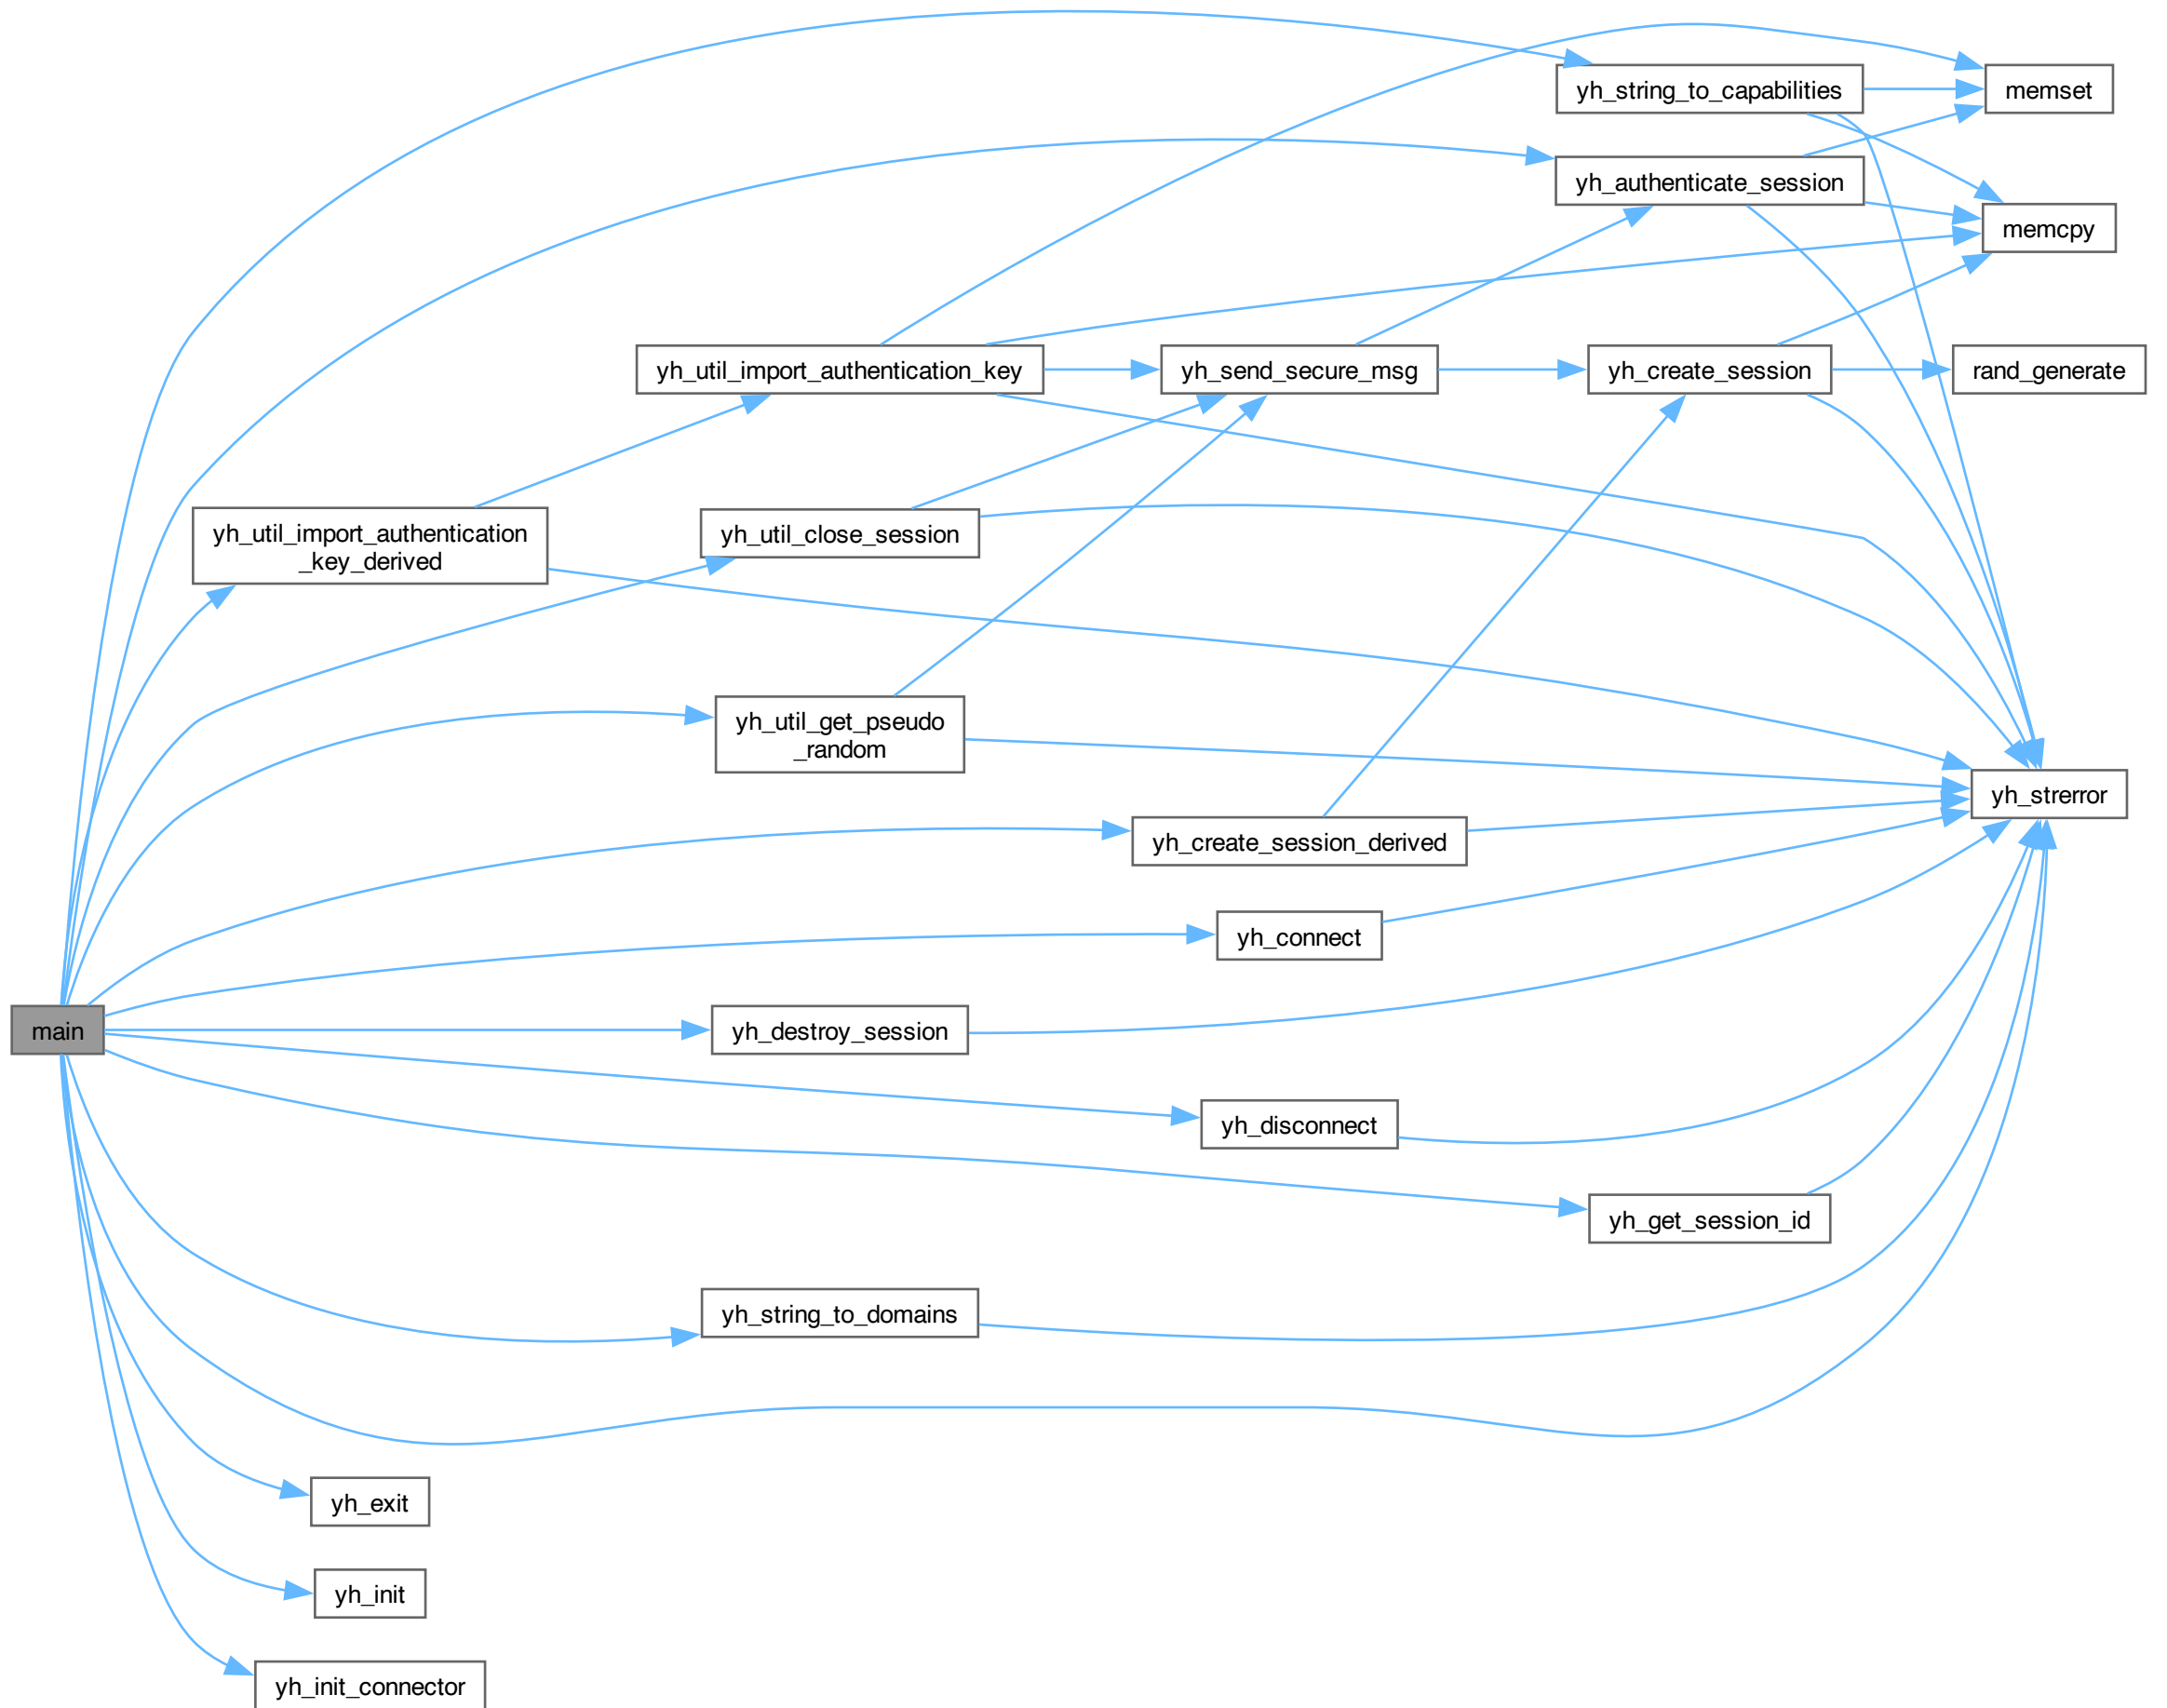 yh_string_to_capabilities
memset
yh_authenticate_session
memcpy
yh_util_import_authentication_key
yh_send_secure_msg
yh_create_session
rand_generate
yh_util_import_authentication
_key_derived
yh_util_close_session
yh_util_get_pseudo
_random
yh_strerror
yh_create_session_derived
yh_connect
main
yh_destroy_session
yh_disconnect
yh_get_session_id
yh_string_to_domains
yh_exit
yh_init
yh_init_connector